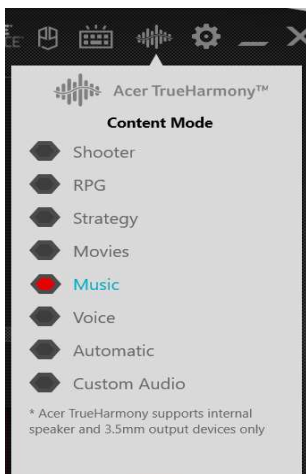 Acer TrueHarmony™
Content Mode
Shooter
RPG
Strategy
Movies
Music
Voice
Automatic
Custom Audio
* Acer TrueHarmony supports internal
speaker and 3.5mm output devices only